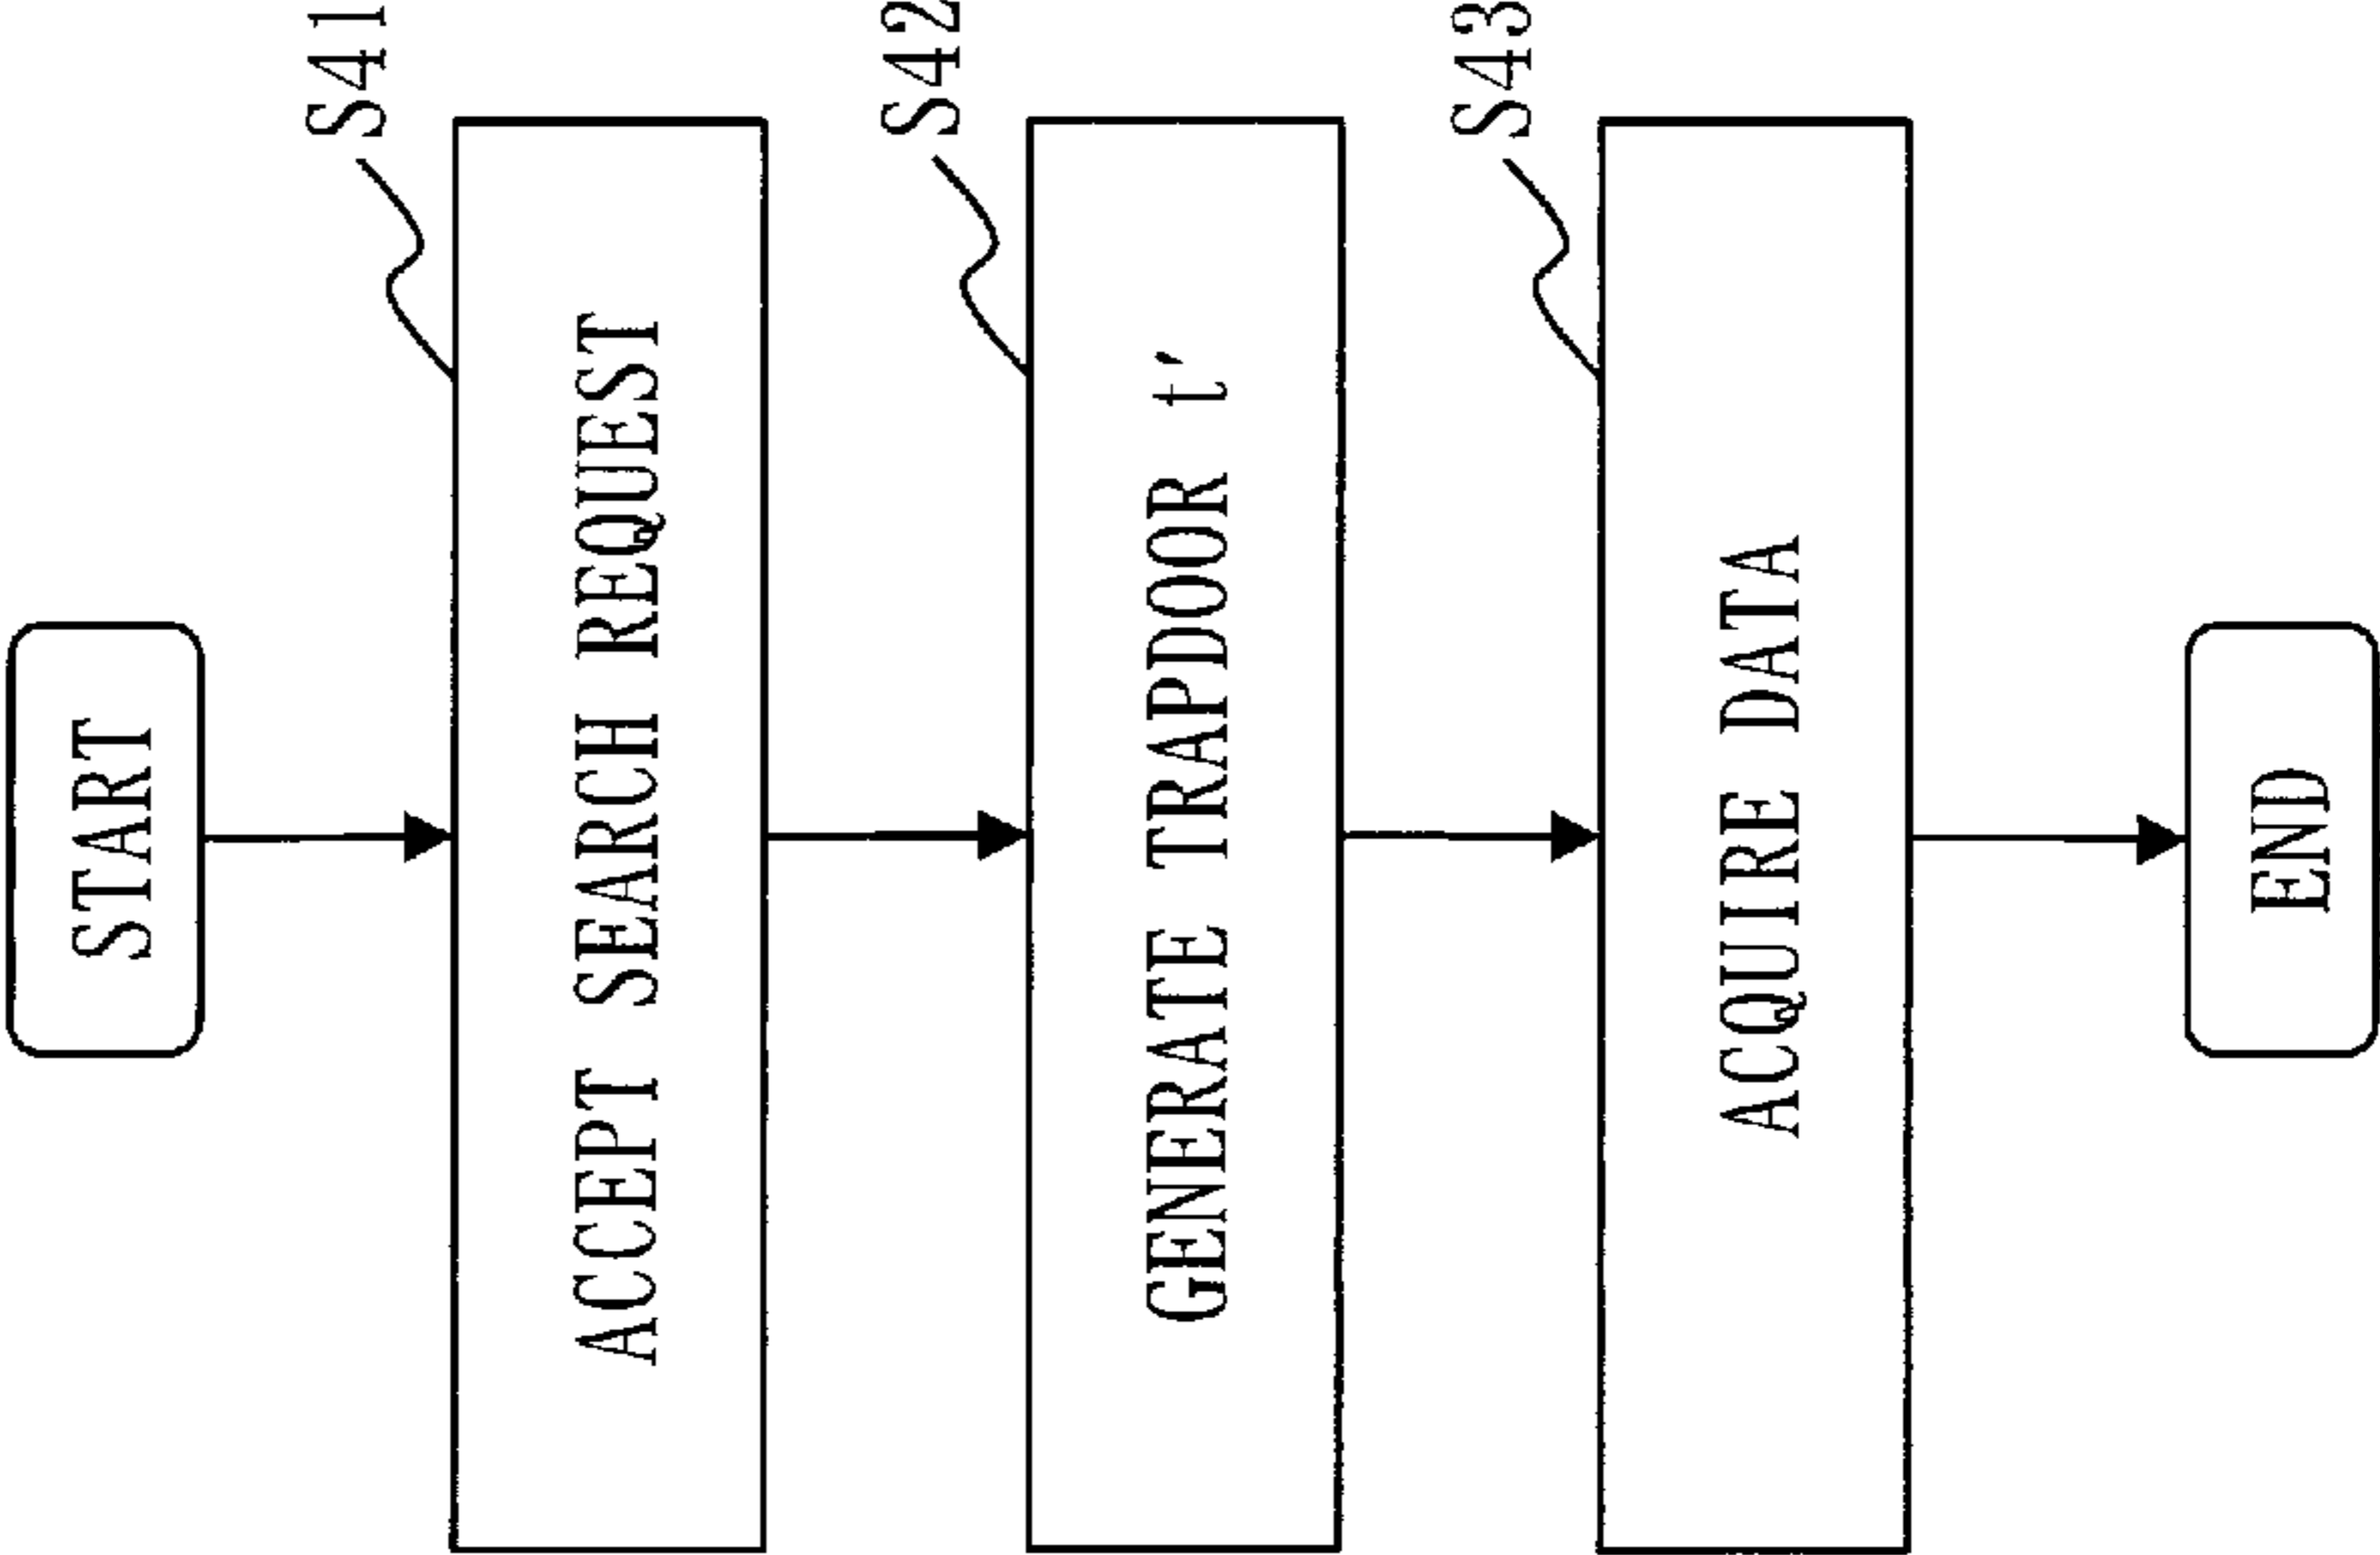 START
S41
ACCEPT SEARCH REQUEST
S42
GENERATE TRAPDOOR t′
S43
ACQUIRE DATA
END